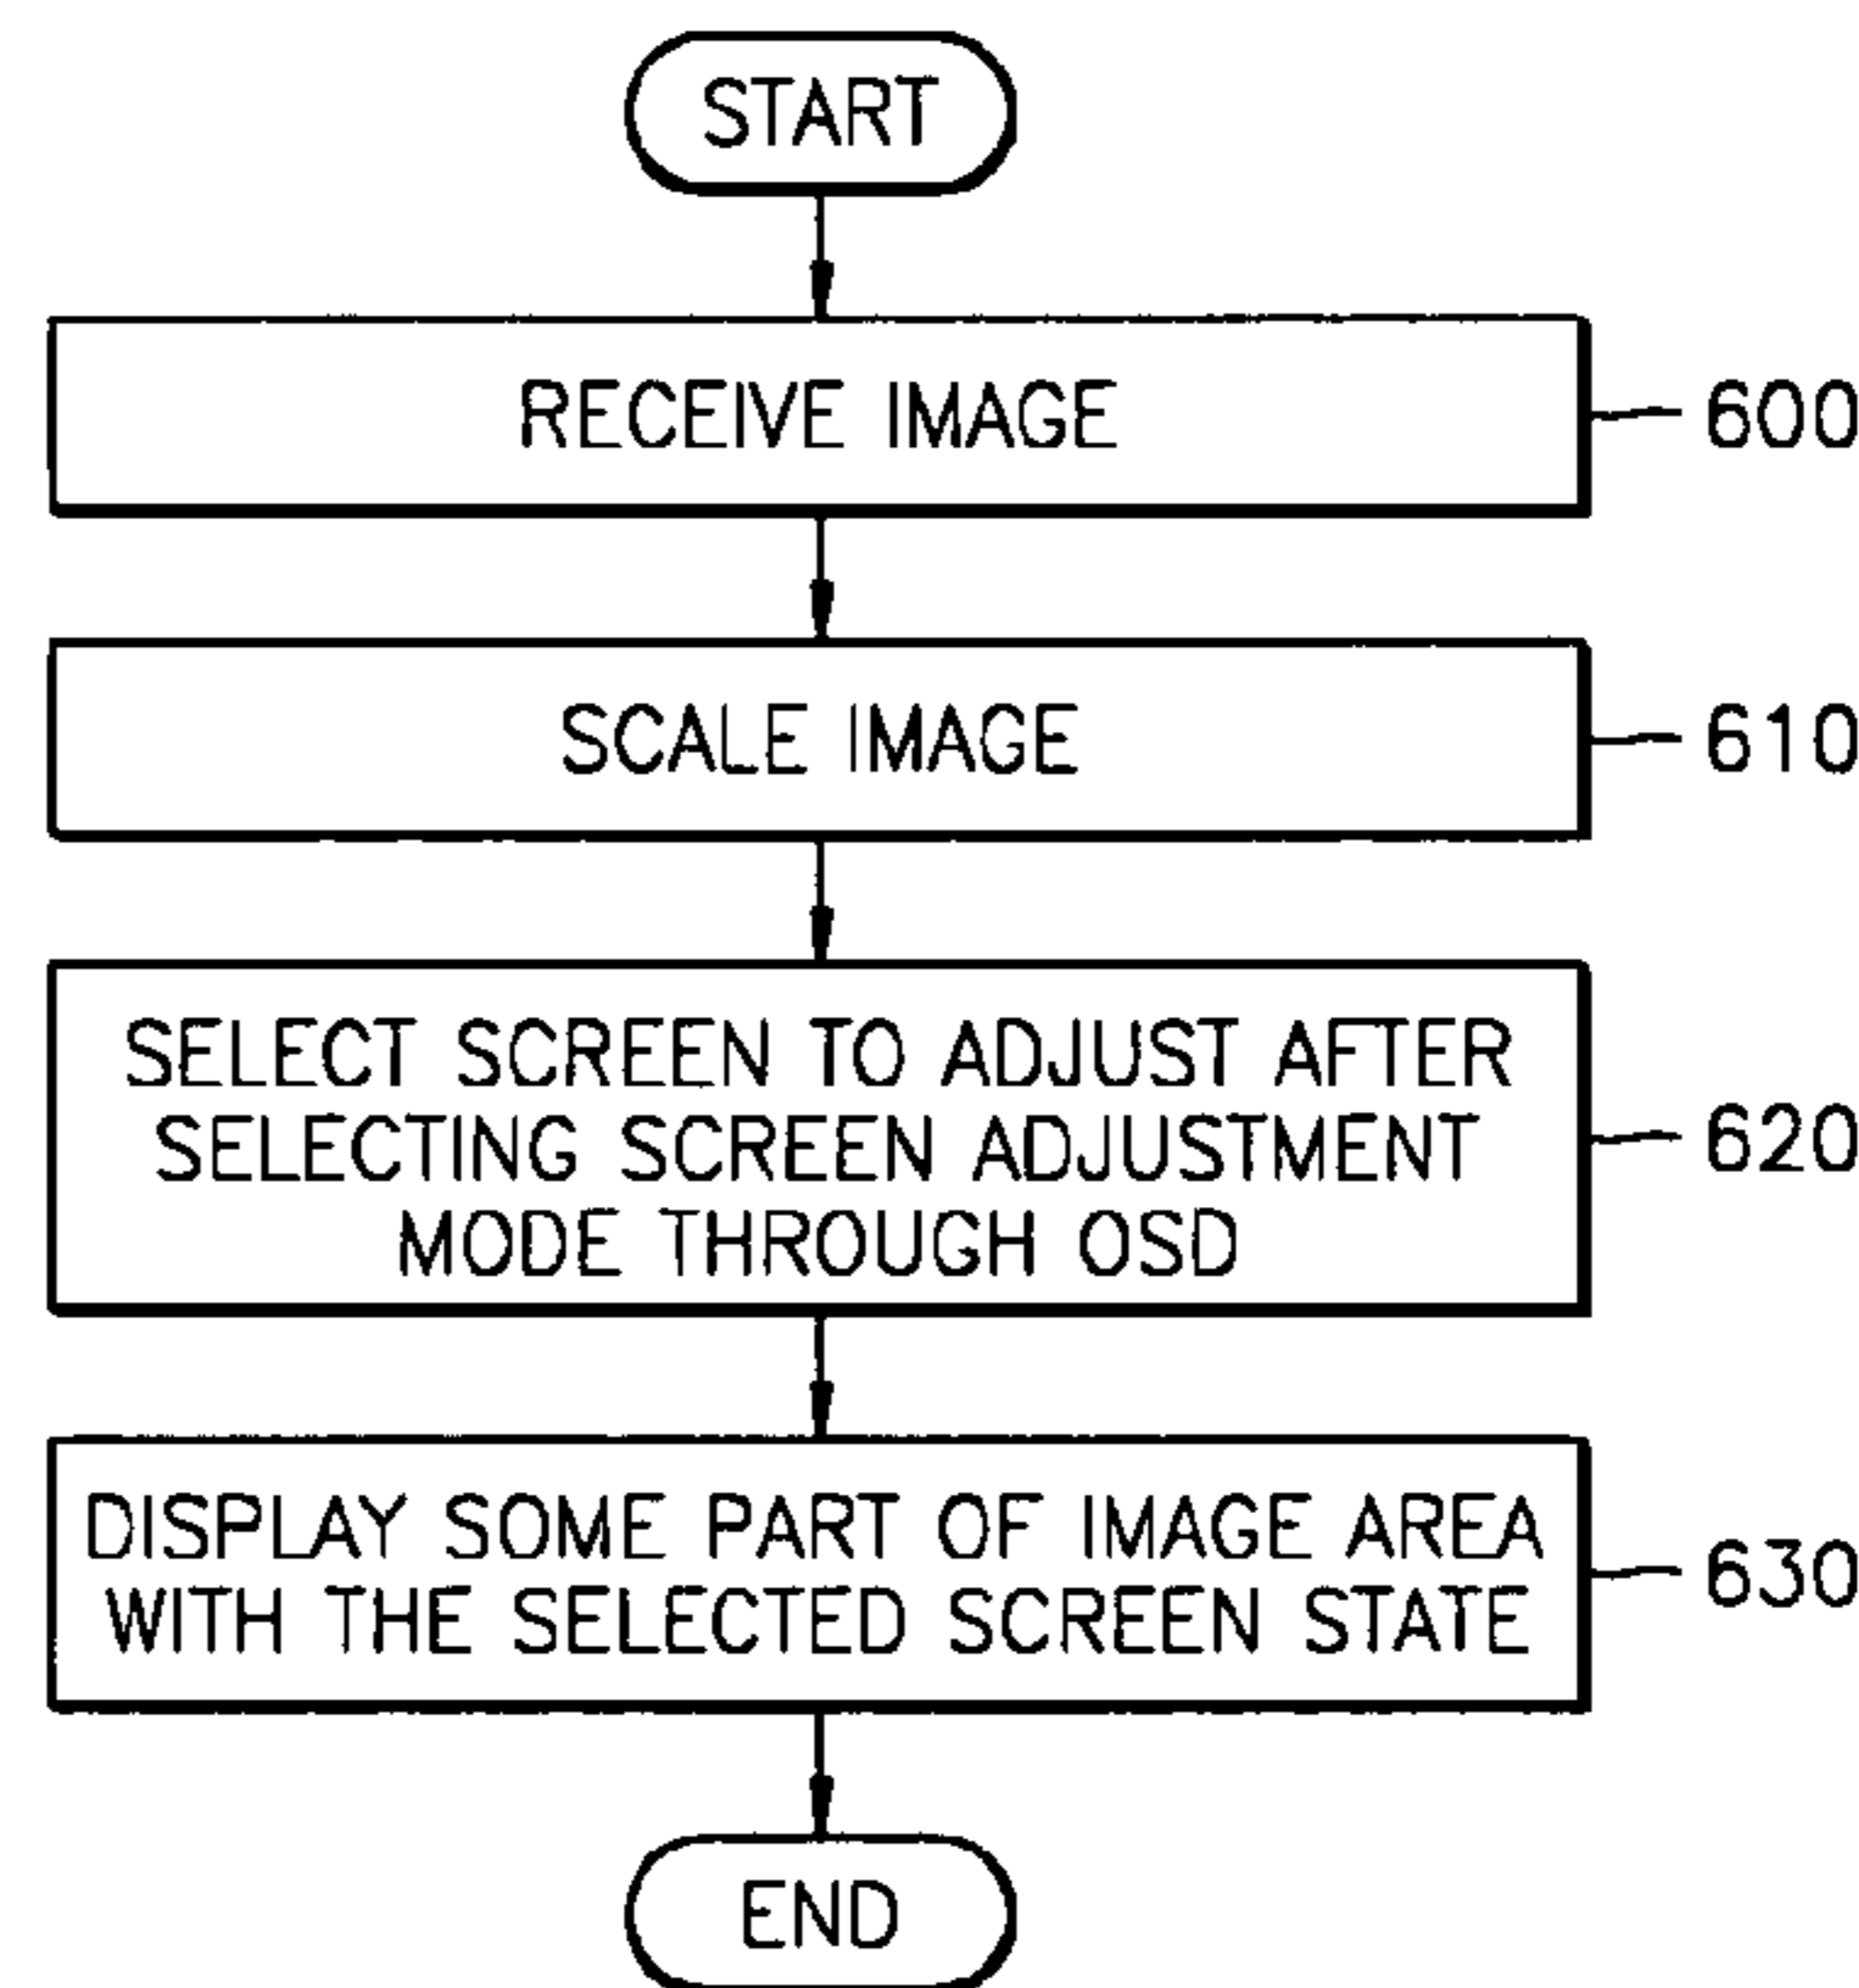 START
RECEIVE IMAGE
600
SCALE IMAGE
610
SELECT SCREEN TO ADJUST AFTER
SELECTING SCREEN ADJUSTMENT
MODE THROUGH OSD
620
DISPLAY SOME PART OF IMAGE AREA
WITH THE SELECTED SCREEN STATE
630
END